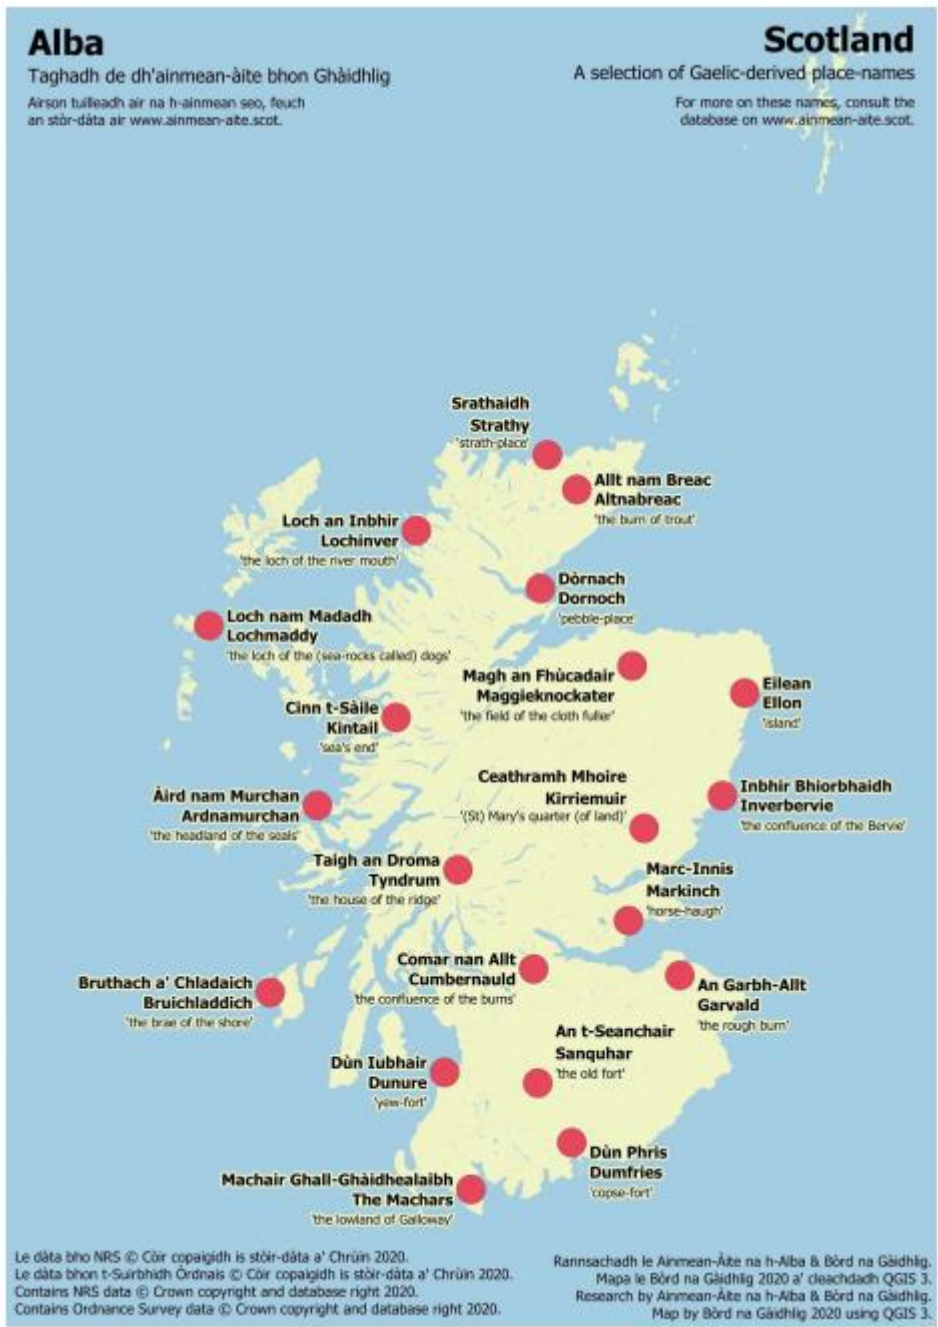 Alba
Taghadh de dh'ainmean-àite bhon Ghàidhlig
Airson tuilleadh air na h-ainmean seo, feuch
an stòr-dàta air www.ainmean-aite.scot.
Scotland
A selection of Gaelic-derived place-names
For more on these names, consult the
database on www.ainmean-aite.scot.
Srathaidh
Strathy
'strath-place'
Allt nam Breac
Altnabreac
'the burn of trout'
Loch an Inbhir
Lochinver
'the loch of the river mouth'
Dòrnach
Dornoch
'pebble-place'
Loch nam Madadh
Lochmaddy
'the loch of the (sea-rocks called) dogs'
Magh an Fhùcadair
Maggieknockater
'the field of the cloth fuller'
Eilean
Ellon
'island'
Cinn t-Sàile
Kintail
'sea's end'
Ceathramh Mhoire
Kirriemuir
'(St) Mary's quarter (of land)'
Inbhir Bhiorbhaidh
Inverbervie
'the confluence of the Bervie'
Àird nam Murchan
Ardnamurchan
'the headland of the seals'
Taigh an Droma
Tyndrum
'the house of the ridge'
Marc-Innis
Markinch
'horse-haugh'
Comar nan Allt
Cumbernauld
'the confluence of the burns'
Bruthach a' Chladaich
Bruichladdich
'the brae of the shore'
An Garbh-Allt
Garvald
'the rough burn'
An t-Seanchair
Sanquhar
'the old fort'
Dùn Iubhair
Dunure
'yew-fort'
Dùn Phris
Dumfries
'copse-fort'
Machair Ghall-Ghàidhealaibh
The Machars
'the lowland of Galloway'
Le dàta bho NRS © Còir copaigidh is stòir-dàta a' Chrùin 2020.
Le dàta bhon t-Suirbhidh Òrdnais © Còir copaigidh is stòir-dàta a' Chrùin 2020.
Contains NRS data © Crown copyright and database right 2020.
Contains Ordnance Survey data © Crown copyright and database right 2020.
Rannsachadh le Ainmean-Àite na h-Alba & Bòrd na Gàidhlig.
Mapa le Bòrd na Gàidhlig 2020 a' cleachdadh QGIS 3.
Research by Ainmean-Àite na h-Alba & Bòrd na Gàidhlig.
Map by Bòrd na Gàidhlig 2020 using QGIS 3.